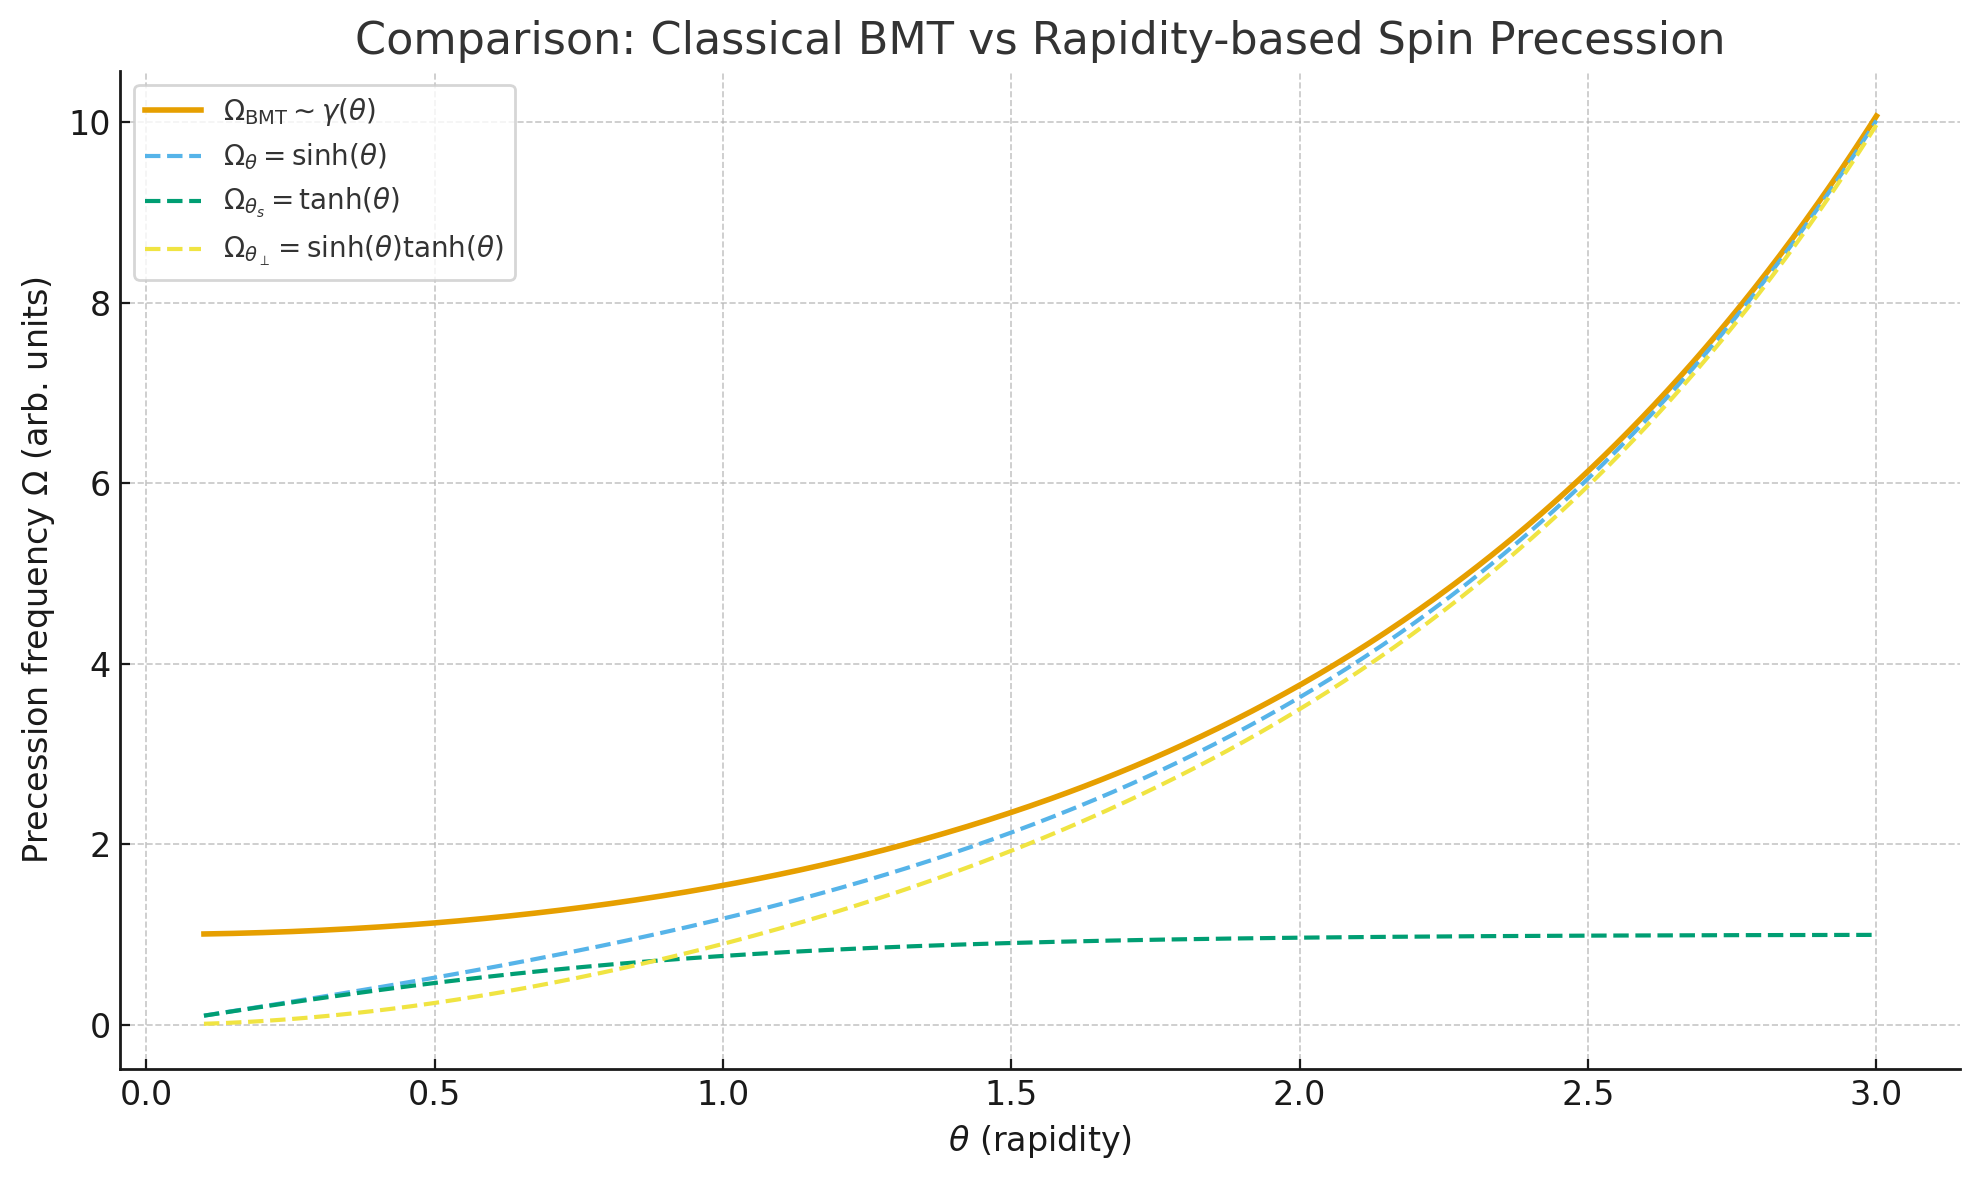 Comparison: Classical BMT vs Rapidity-based Spin Precession
Ω_BMT ~ γ(θ)
Ω_θ = sinh(θ)
Ω_θ_s = tanh(θ)
Ω_θ_⊥ = sinh(θ)tanh(θ)
Precession frequency Ω (arb. units)
10
8
6
4
2
0
0.0 0.5 1.0 1.5 2.0 2.5 3.0
θ (rapidity)